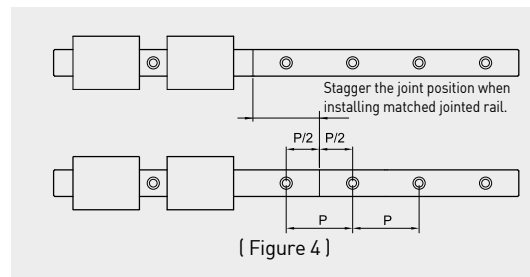 Stagger the joint position when
installing matched jointed rail.
P/2 P/2
P P
( Figure 4 )